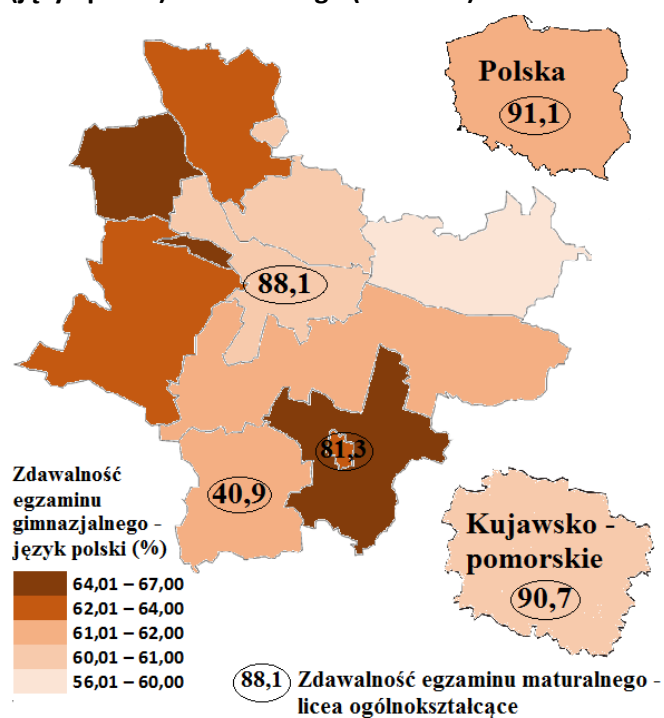 Polska
91,1
88,1
81,3
40,9
Zdawalność
egzaminu
gimnazjalnego -
język polski (%)
64,01 – 67,00
62,01 – 64,00
61,01 – 62,00
60,01 – 61,00
56,01 – 60,00
Kujawsko -
pomorskie
90,7
88,1 Zdawalność egzaminu maturalnego -
licea ogólnokształcące